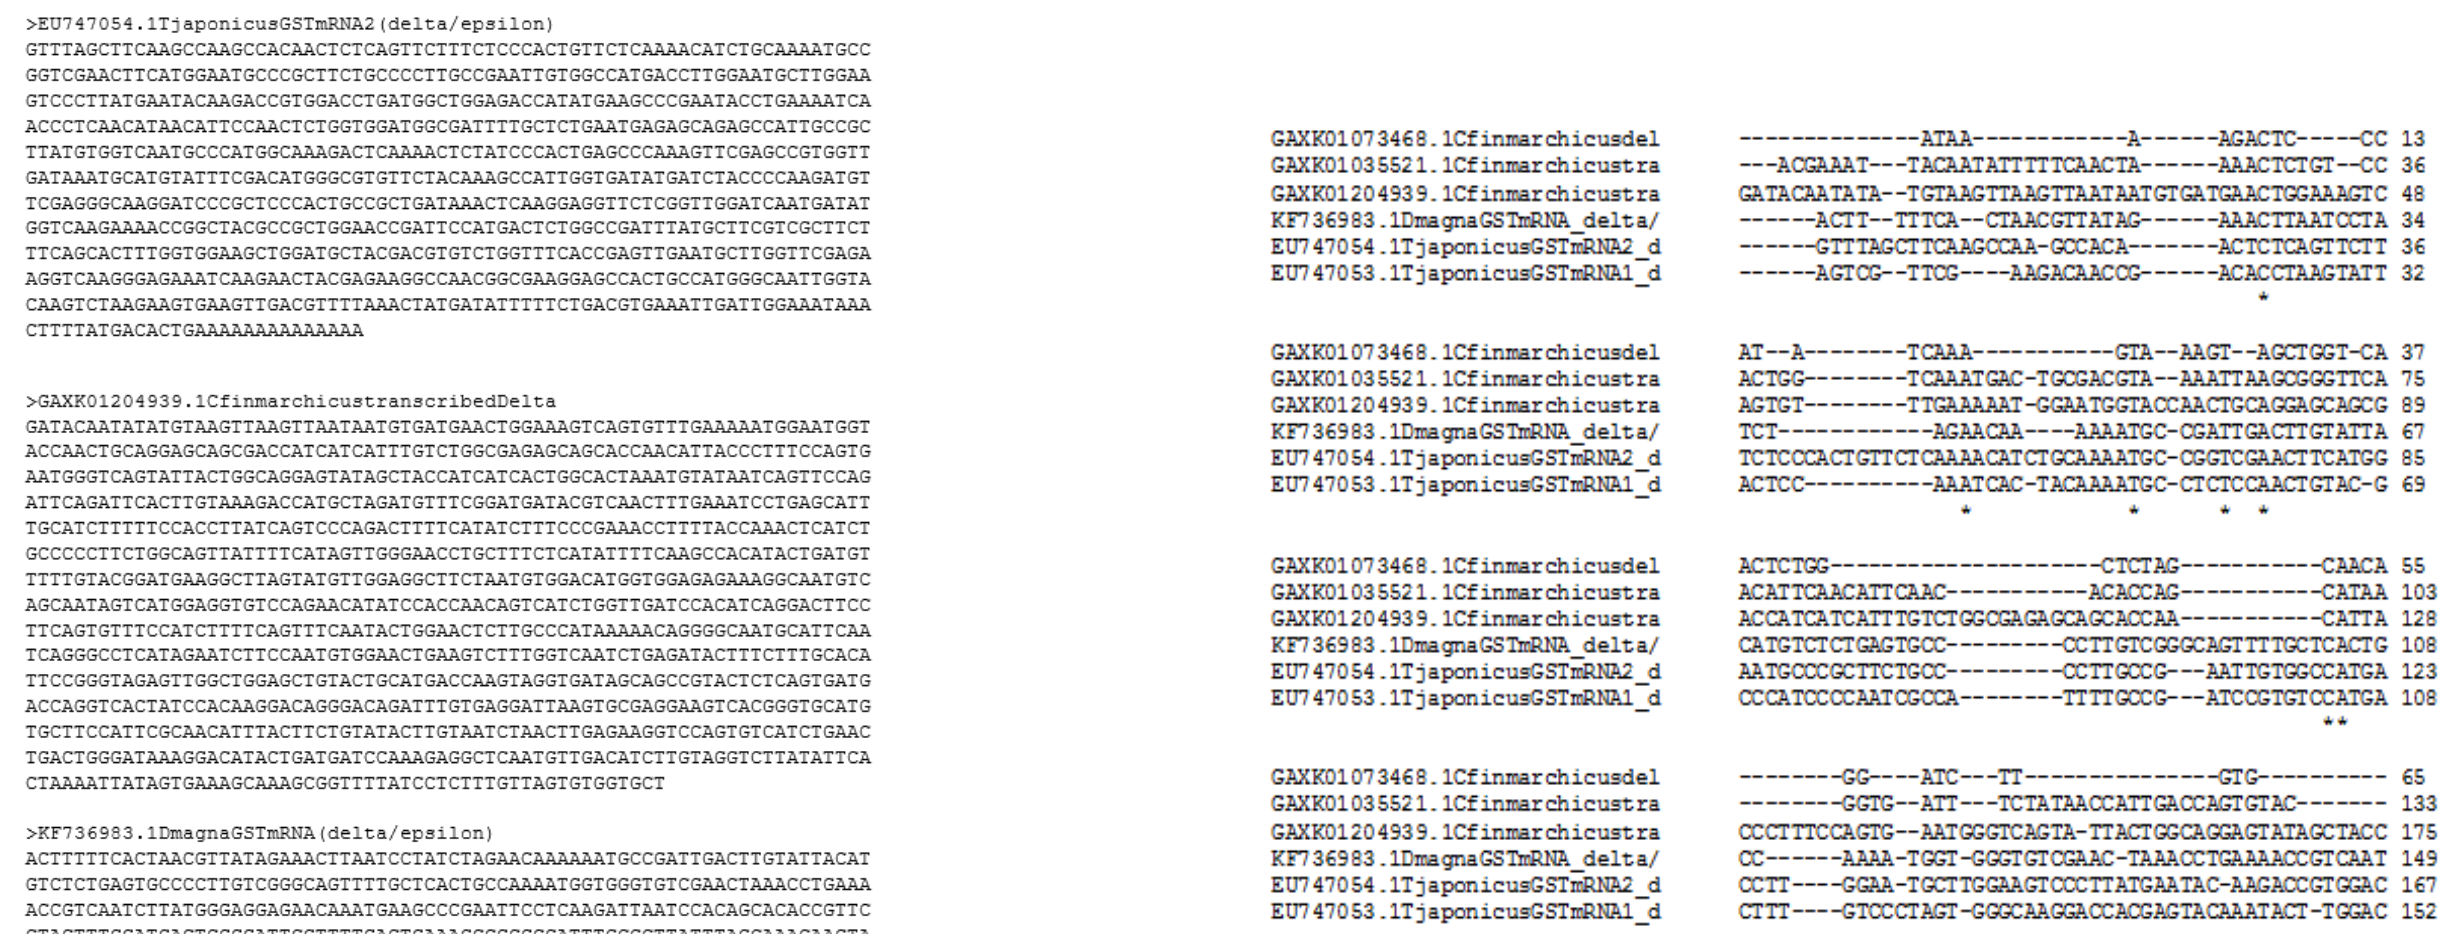 >EU747054.1TjaponicusGSTmRNA2(delta/epsilon)
GTTTAGCTTCAAGCCAAGCCACAACTCTCAGTTCTTTCTCCCACTGTTCTCAAAACATCTGCAAAATGCC
GGTCGAACTTCATGGAATGCCCGCTTCTGCCCCTTGCCGAATTGTGGCCATGACCTTGGAATGCTTGGAA
GTCCCTTATGAATACAAGACCGTGGACCTGATGGCTGGAGACCATATGAAGCCCGAATACCTGAAAATCA
ACCCTCAACATAACATTCCAACTCTGGTGGATGGCGATTTTGCTCTGAATGAGAGCAGAGCCATTGCCGC
TTATGTGGTCAATGCCCATGGCAAAGACTCAAAACTCTATCCCACTGAGCCCAAAGTTCGAGCCGTGGTT
GATAAATGCATGTATTTCGACATGGGCGTGTTCTACAAAGCCATTGGTGATATGATCTACCCCAAGATGT
TCGAGGGCAAGGATCCCGCTCCCACTGCCGCTGATAAACTCAAGGAGGTTCTCGGTTGGATCAATGATAT
GGTCAAGAAAACCGGCTACGCCGCTGGAACCGATTCCATGACTCTGGCCGATTTATGCTTCGTCGCTTCT
TTCAGCACTTTGGTGGAAGCTGGATGCTACGACGTGTCTGGTTTCACCGAGTTGAATGCTTGGTTCGAGA
AGGTCAAGGGAGAAATCAAGAACTACGAGAAGGCCAACGGCGAAGGAGCCACTGCCATGGGCAATTGGTA
CAAGTCTAAGAAGTGAAGTTGACGTTTTAAACTATGATATTTTTCTGACGTGAAATTGATTGGAAATAAA
CTTTTATGACACTGAAAAAAAAAAAAAA
>GAXK01204939.1CfinmarchicustranscribedDelta
GATACAATATATGTAAGTTAAGTTAATAATGTGATGAACTGGAAAGTCAGTGTTTGAAAAATGGAATGGT
ACCAACTGCAGGAGCAGCGACCATCATCATTTGTCTGGCGAGAGCAGCACCAACATTACCCTTTCCAGTG
AATGGGTCAGTATTACTGGCAGGAGTATAGCTACCATCATCACTGGCACTAAATGTATAATCAGTTCCAG
ATTCAGATTCACTTGTAAAGACCATGCTAGATGTTTCGGATGATACGTCAACTTTGAAATCCTGAGCATT
TGCATCTTTTTCCACCTTATCAGTCCCAGACTTTTCATATCTTTCCCGAAACCTTTTACCAAACTCATCT
GCCCCCTTCTGGCAGTTATTTTCATAGTTGGGAACCTGCTTTCTCATATTTTCAAGCCACATACTGATGT
TTTTGTACGGATGAAGGCTTAGTATGTTGGAGGCTTCTAATGTGGACATGGTGGAGAGAAAGGCAATGTC
AGCAATAGTCATGGAGGTGTCCAGAACATATCCACCAACAGTCATCTGGTTGATCCACATCAGGACTTCC
TTCAGTGTTTCCATCTTTTCAGTTTCAATACTGGAACTCTTGCCCATAAAAACAGGGGCAATGCATTCAA
TCAGGGCCTCATAGAATCTTCCAATGTGGAACTGAAGTCTTTGGTCAATCTGAGATACTTTCTTTGCACA
TTCCGGGTAGAGTTGGCTGGAGCTGTACTGCATGACCAAGTAGGTGATAGCAGCCGTACTCTCAGTGATG
ACCAGGTCACTATCCACAAGGACAGGGACAGATTTGTGAGGATTAAGTGCGAGGAAGTCACGGGTGCATG
TGCTTCCATTCGCAACATTTACTTCTGTATACTTGTAATCTAACTTGAGAAGGTCCAGTGTCATCTGAAC
TGACTGGGATAAAGGACATACTGATGATCCAAAGAGGCTCAATGTTGACATCTTGTAGGTCTTATATTCA
CTAAAATTATAGTGAAAGCAAAGCGGTTTTATCCTCTTTGTTAGTGTGGTGCT
>KF736983.1DmagnaGSTmRNA(delta/epsilon)
ACTTTTTCACTAACGTTATAGAAACTTAATCCTATCTAGAACAAAAAATGCCGATTGACTTGTATTACAT
GTCTCTGAGTGCCCCTTGTCGGGCAGTTTTGCTCACTGCCAAAATGGTGGGTGTCGAACTAAACCTGAAA
ACCGTCAATCTTATGGGAGGAGAACAAATGAAGCCCGAATTCCTCAAGATTAATCCACAGCACACCGTTC
GAXK01073468.1Cfinmarchicusdel --------------ATAA------------A------AGACTC-----CC 13
GAXK01035521.1Cfinmarchicustra ---ACGAAAT---TACAATATTTTTCAACTA------AAACTCTGT--CC 36
GAXK01204939.1Cfinmarchicustra GATACAATATA--TGTAAGTTAAGTTAATAATGTGATGAACTGGAAAGTC 48
KF736983.1DmagnaGSTmRNA_delta/ ------ACTT--TTTCA--CTAACGTTATAG------AAACTTAATCCTA 34
EU747054.1TjaponicusGSTmRNA2_d ------GTTTAGCTTCAAGCCAA-GCCACA-------ACTCTCAGTTCTT 36
EU747053.1TjaponicusGSTmRNA1_d ------AGTCG--TTCG----AAGACAACCG------ACACCTAAGTATT 32
*
GAXK01073468.1Cfinmarchicusdel AT--A--------TCAAA-----------GTA--AAGT--AGCTGGT-CA 37
GAXK01035521.1Cfinmarchicustra ACTGG--------TCAAATGAC-TGCGACGTA--AAATTAAGCGGGTTCA 75
GAXK01204939.1Cfinmarchicustra AGTGT--------TTGAAAAAT-GGAATGGTACCAACTGCAGGAGCAGCG 89
KF736983.1DmagnaGSTmRNA_delta/ TCT------------AGAACAA----AAAATGC-CGATTGACTTGTATTA 67
EU747054.1TjaponicusGSTmRNA2_d TCTCCCACTGTTCTCAAAACATCTGCAAAATGC-CGGTCGAACTTCATGG 85
EU747053.1TjaponicusGSTmRNA1_d ACTCC----------AAATCAC-TACAAAATGC-CTCTCCAACTGTAC-G 69
* * * *
GAXK01073468.1Cfinmarchicusdel ACTCTGG---------------------CTCTAG-----------CAACA 55
GAXK01035521.1Cfinmarchicustra ACATTCAACATTCAAC-----------ACACCAG-----------CATAA 103
GAXK01204939.1Cfinmarchicustra ACCATCATCATTTGTCTGGCGAGAGCAGCACCAA-----------CATTA 128
KF736983.1DmagnaGSTmRNA_delta/ CATGTCTCTGAGTGCC---------CCTTGTCGGGCAGTTTTGCTCACTG 108
EU747054.1TjaponicusGSTmRNA2_d AATGCCCGCTTCTGCC---------CCTTGCCG---AATTGTGGCCATGA 123
EU747053.1TjaponicusGSTmRNA1_d CCCATCCCCAATCGCCA--------TTTTGCCG---ATCCGTGTCCATGA 108
**
GAXK01073468.1Cfinmarchicusdel --------GG----ATC---TT---------------GTG---------- 65
GAXK01035521.1Cfinmarchicustra --------GGTG--ATT---TCTATAACCATTGACCAGTGTAC------- 133
GAXK01204939.1Cfinmarchicustra CCCTTTCCAGTG--AATGGGTCAGTA-TTACTGGCAGGAGTATAGCTACC 175
KF736983.1DmagnaGSTmRNA_delta/ CC------AAAA-TGGT-GGGTGTCGAAC-TAAACCTGAAAACCGTCAAT 149
EU747054.1TjaponicusGSTmRNA2_d CCTT----GGAA-TGCTTGGAAGTCCCTTATGAATAC-AAGACCGTGGAC 167
EU747053.1TjaponicusGSTmRNA1_d CTTT----GTCCCTAGT-GGGCAAGGACCACGAGTACAAATACT-TGGAC 152